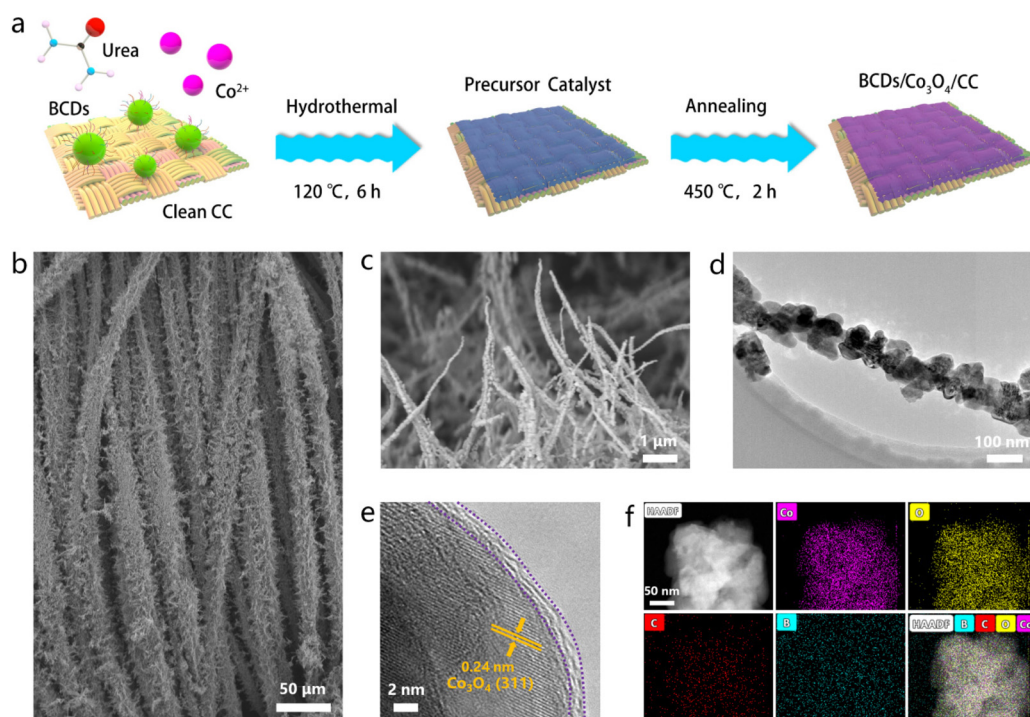 a
Urea
Co²⁺
BCDs
Clean CC
Hydrothermal
120 ℃, 6 h
Precursor Catalyst
Annealing
450 ℃, 2 h
BCDs/Co₃O₄/CC
b
50 μm
c
1 μm
d
100 nm
e
0.24 nm
Co₃O₄ (311)
2 nm
f
HAADF
50 nm
Co
O
C
B
HAADF B C O Co